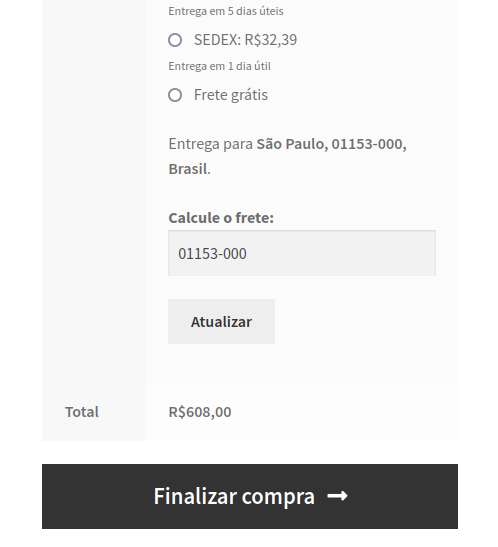 Entrega em 5 dias úteis
SEDEX: R$32,39
Entrega em 1 dia útil
Frete grátis
Entrega para São Paulo, 01153-000,
Brasil.
Calcule o frete:
01153-000
Atualizar
Total R$608,00
Finalizar compra →